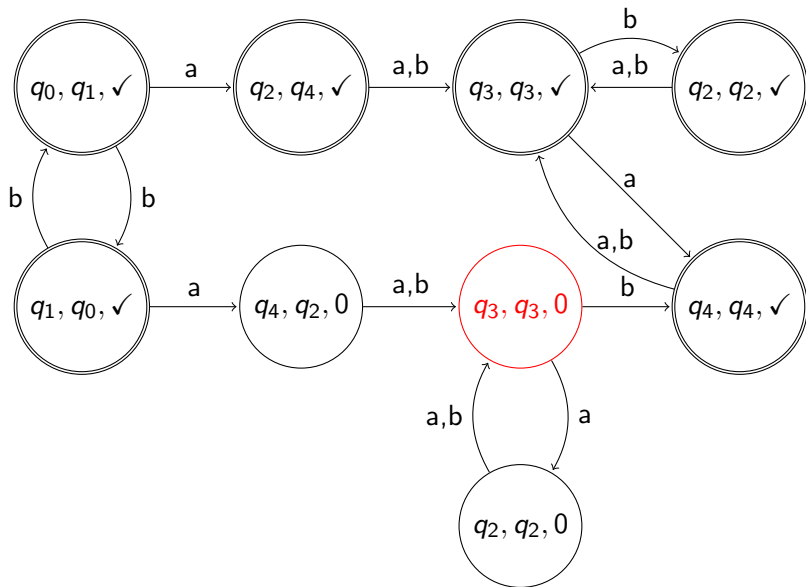 b
a
a,b
a,b
q₀, q₁, ✓
q₂, q₄, ✓
q₃, q₃, ✓
q₂, q₂, ✓
b
b
a
a,b
a
a,b
b
q₁, q₀, ✓
q₄, q₂, 0
q₃, q₃, 0
q₄, q₄, ✓
a,b
a
q₂, q₂, 0